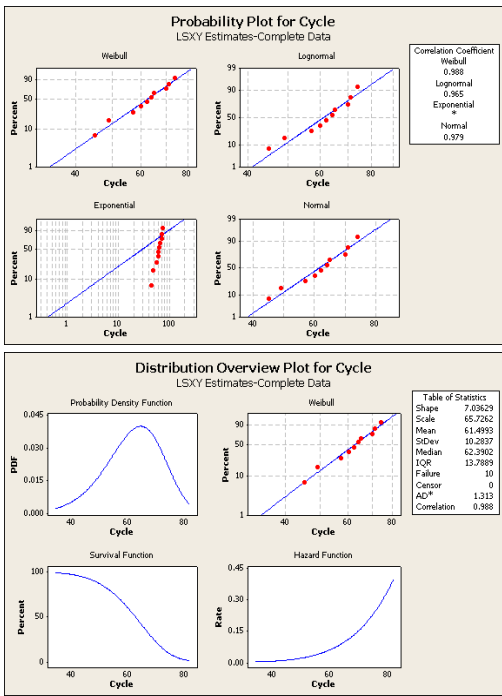 Probability Plot for Cycle
LSXY Estimates-Complete Data
Weibull
Lognormal
Correlation Coefficient
Weibull
0.988
Lognormal
0.965
Exponential
*
Normal
0.979
Percent
90
50
10
1
40
60
80
Cycle
Percent
99
90
50
10
1
40
60
80
Cycle
Exponential
Normal
Percent
90
50
10
1
1
10
100
Cycle
Percent
99
90
50
10
1
40
60
80
Cycle
Distribution Overview Plot for Cycle
LSXY Estimates-Complete Data
Probability Density Function
Weibull
Table of Statistics
Shape 7.03629
Scale 65.7262
Mean 61.4993
StDev 10.2837
Median 62.3902
IQR 13.7889
Failure 10
Censor 0
AD* 1.313
Correlation 0.988
PDF
0.045
0.030
0.015
0.000
40
60
80
Cycle
Percent
90
50
10
1
40
60
80
Cycle
Survival Function
Hazard Function
Percent
100
50
0
40
60
80
Cycle
Rate
0.45
0.30
0.15
0.00
40
60
80
Cycle